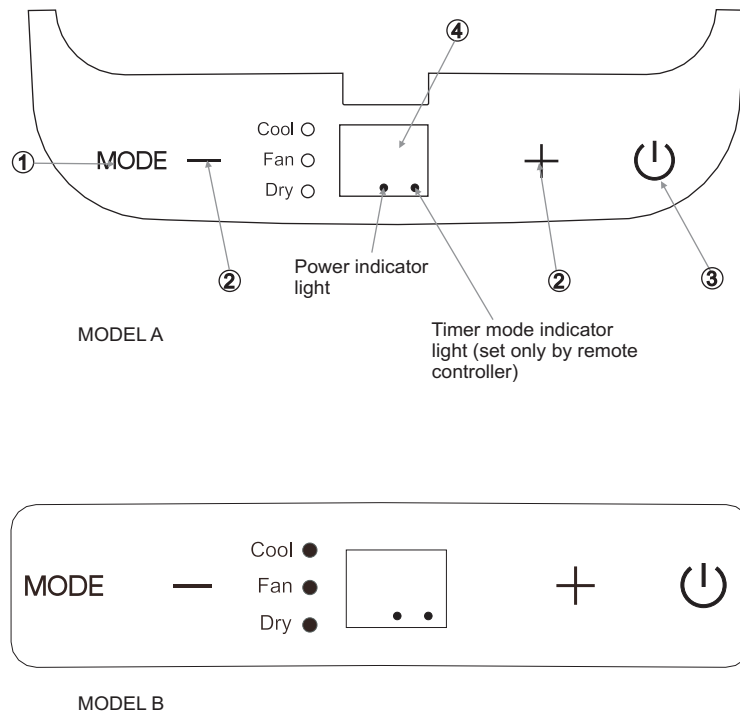 ④
Cool
① MODE
Fan
Dry
②
②
③
Power indicator
light
Timer mode indicator
light (set only by remote
controller)
MODEL A
Cool
MODE
Fan
Dry
MODEL B